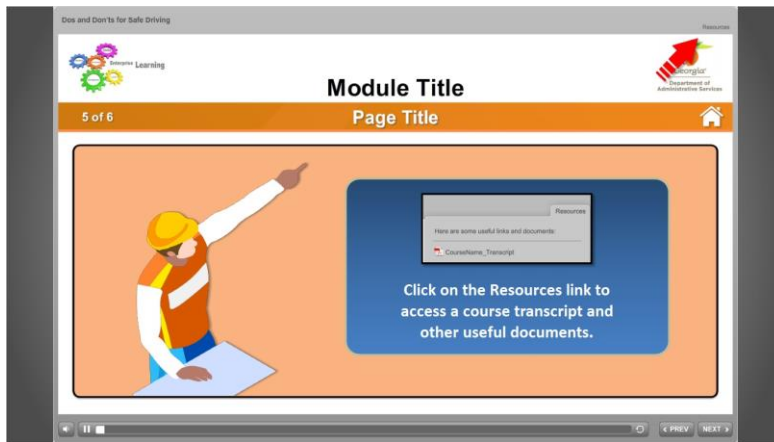 Dos and Don'ts for Safe Driving
Resources
Enterprise Learning
Georgia
Department of
Administrative Services
Module Title
5 of 6
Page Title
Resources
Here are some useful links and documents:
CourseName_Transcript
Click on the Resources link to
access a course transcript and
other useful documents.
PREV
NEXT